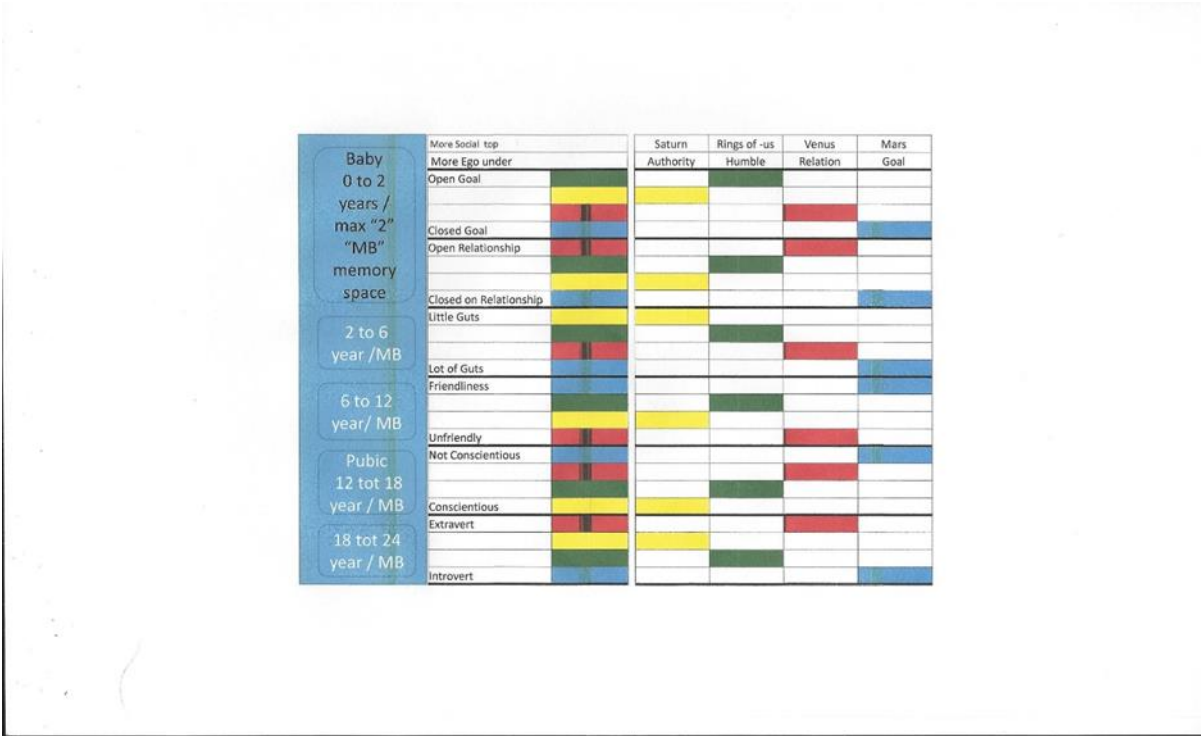 Baby
0 to 2
years /
max "2"
"MB"
memory
space
2 to 6
year /MB
6 to 12
year/ MB
Pubic
12 tot 18
year / MB
18 tot 24
year / MB
More Social top
More Ego under
Open Goal
Closed Goal
Open Relationship
Closed on Relationship
Little Guts
Lot of Guts
Friendliness
Unfriendly
Not Conscientious
Conscientious
Extravert
Introvert
Saturn Rings of -us Venus Mars
Authority Humble Relation Goal